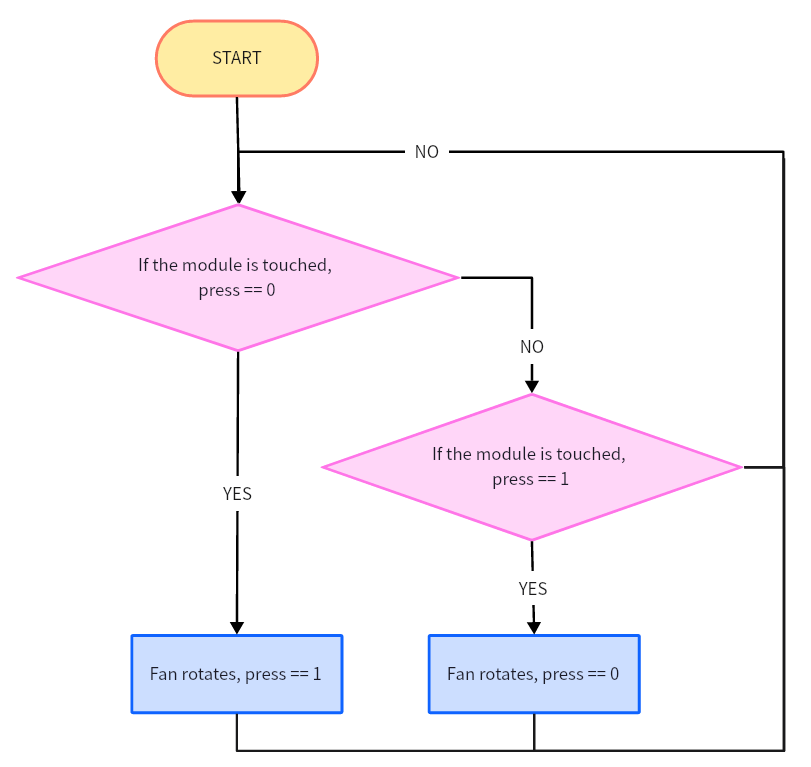 START
NO
If the module is touched,
press == 0
NO
If the module is touched,
press == 1
YES
YES
Fan rotates, press == 1
Fan rotates, press == 0